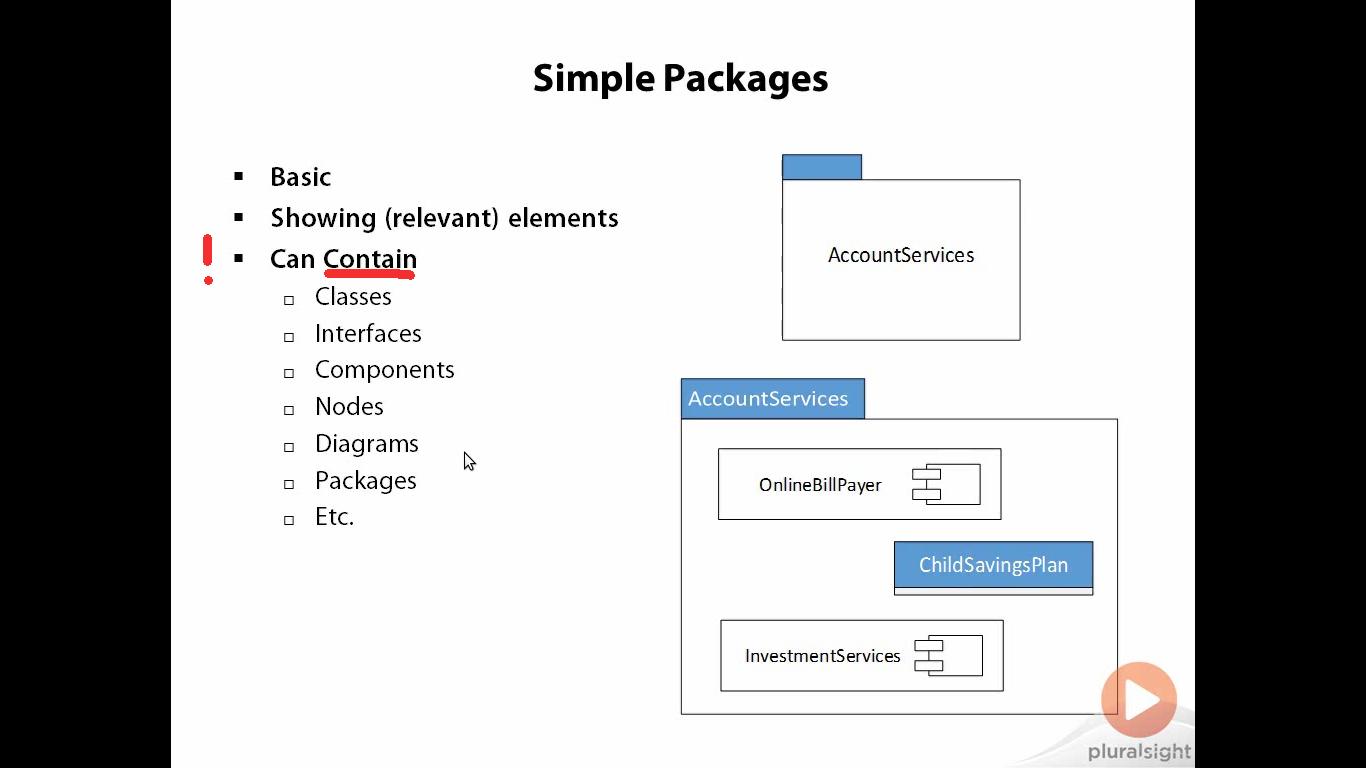 Simple Packages
Basic
Showing (relevant) elements
! Can Contain
Classes
Interfaces
Components
Nodes
Diagrams
Packages
Etc.
AccountServices
AccountServices
OnlineBillPayer
ChildSavingsPlan
InvestmentServices
pluralsight